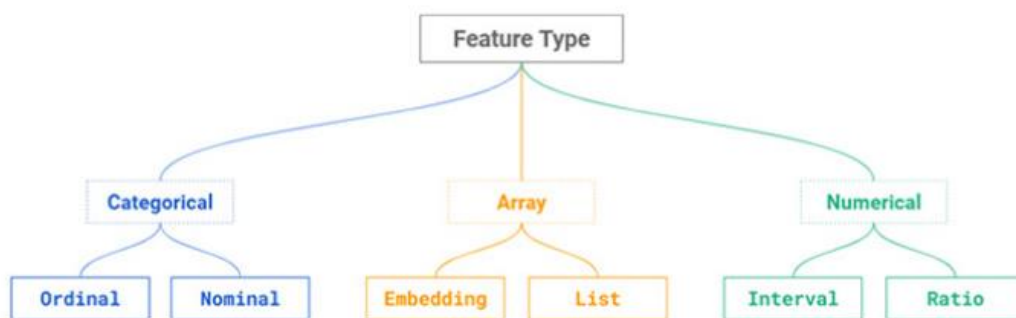 Feature Type
Categorical Array Numerical
Ordinal Nominal Embedding List Interval Ratio